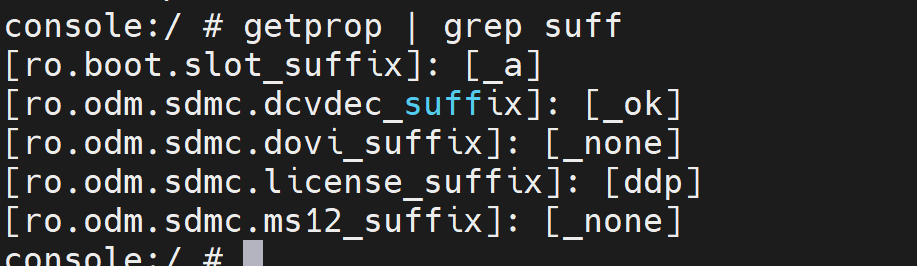 console:/ # getprop | grep suff
[ro.boot.slot_suffix]: [_a]
[ro.odm.sdmc.dcvdec_suffix]: [_ok]
[ro.odm.sdmc.dovi_suffix]: [_none]
[ro.odm.sdmc.license_suffix]: [ddp]
[ro.odm.sdmc.ms12_suffix]: [_none]
console:/ #